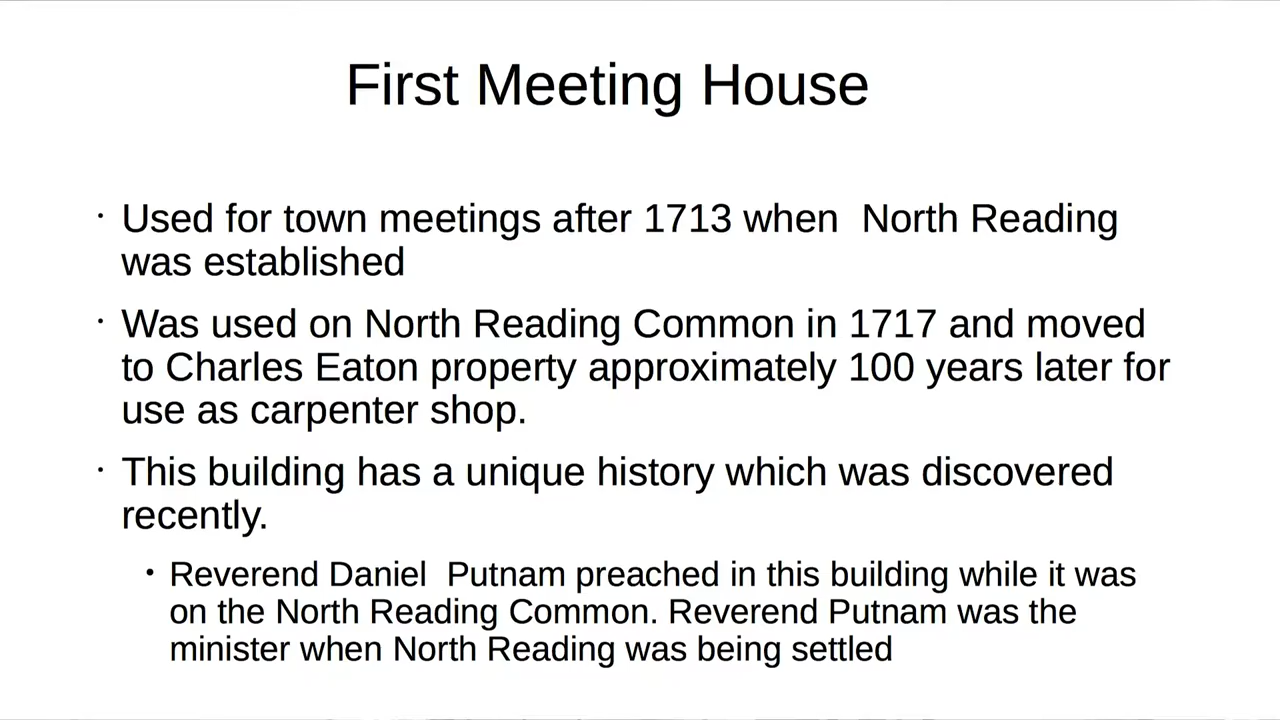 First Meeting House
· Used for town meetings after 1713 when  North Reading
was established
· Was used on North Reading Common in 1717 and moved
to Charles Eaton property approximately 100 years later for
use as carpenter shop.
· This building has a unique history which was discovered
recently.
• Reverend Daniel  Putnam preached in this building while it was
on the North Reading Common. Reverend Putnam was the
minister when North Reading was being settled